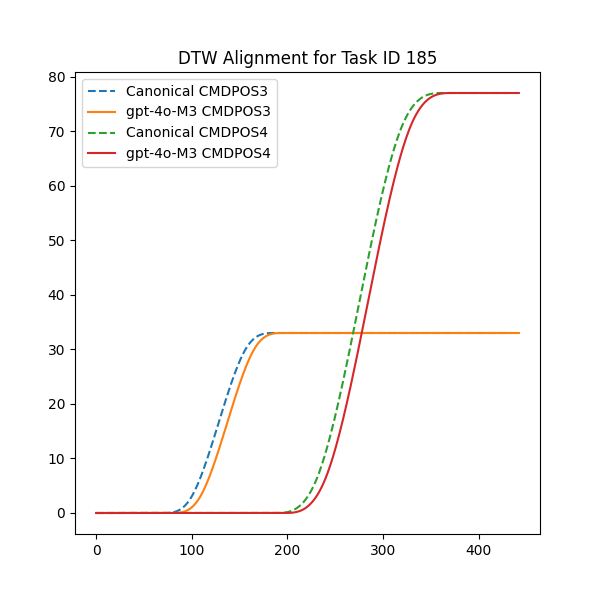 DTW Alignment for Task ID 185
Canonical CMDPOS3
gpt-4o-M3 CMDPOS3
Canonical CMDPOS4
gpt-4o-M3 CMDPOS4
80
70
60
50
40
30
20
10
0
0 100 200 300 400